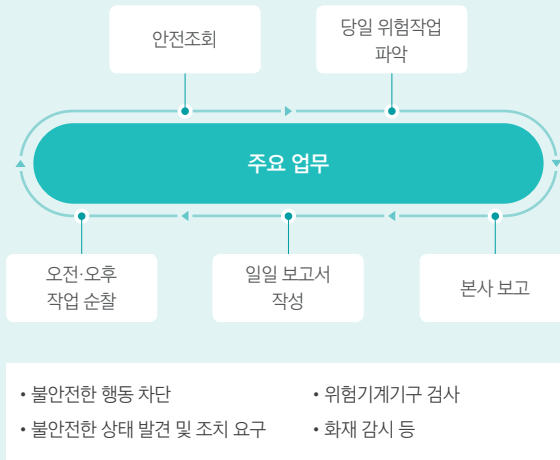 안전조회
당일 위험작업
파악
주요 업무
오전·오후
작업 순찰
일일 보고서
작성
본사 보고
• 불안전한 행동 차단
• 불안전한 상태 발견 및 조치 요구
• 위험기계기구 검사
• 화재 감시 등